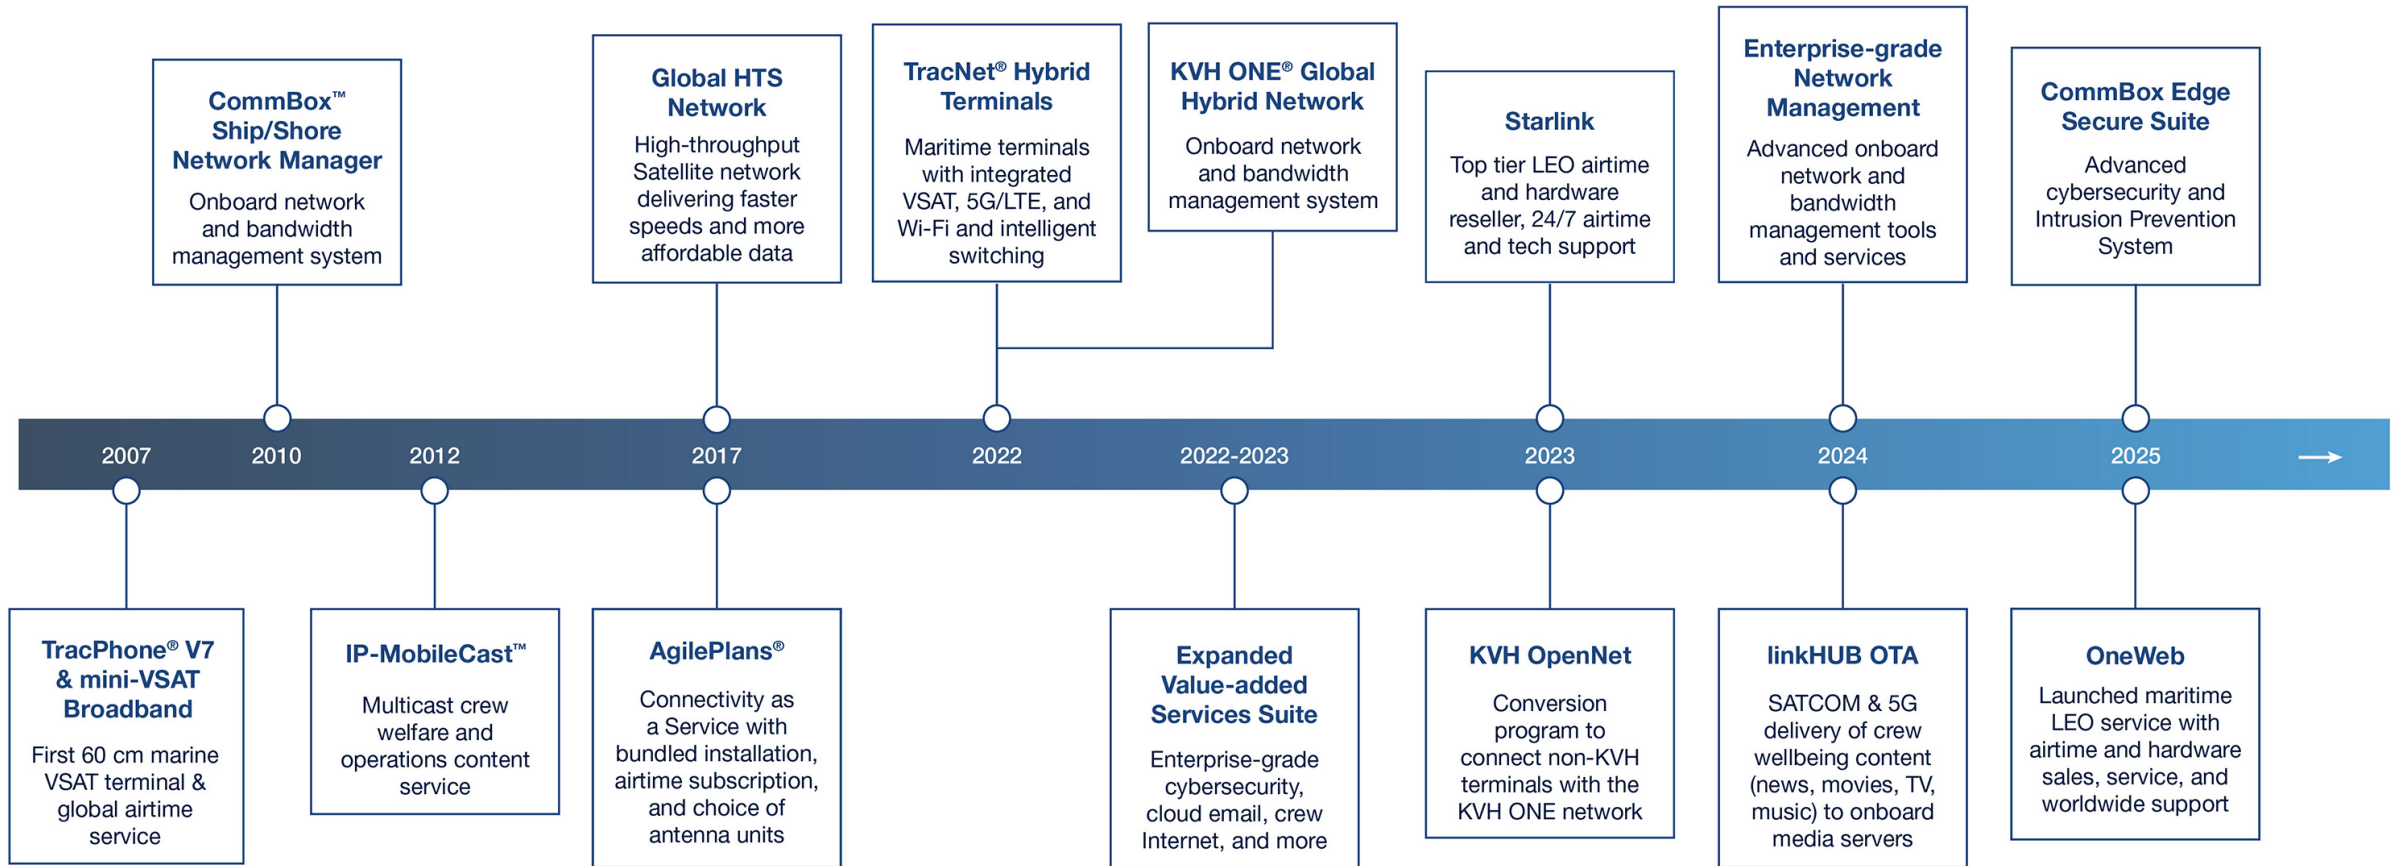 CommBox™
Ship/Shore
Network Manager
Onboard network
and bandwidth
management system
Global HTS
Network
High-throughput
Satellite network
delivering faster
speeds and more
affordable data
TracNet® Hybrid
Terminals
Maritime terminals
with integrated
VSAT, 5G/LTE, and
Wi-Fi and intelligent
switching
KVH ONE® Global
Hybrid Network
Onboard network
and bandwidth
management system
Starlink
Top tier LEO airtime
and hardware
reseller, 24/7 airtime
and tech support
Enterprise-grade
Network
Management
Advanced onboard
network and
bandwidth
management tools
and services
CommBox Edge
Secure Suite
Advanced
cybersecurity and
Intrusion Prevention
System
2007
2010
2012
2017
2022
2022-2023
2023
2024
2025
TracPhone® V7
& mini-VSAT
Broadband
First 60 cm marine
VSAT terminal &
global airtime
service
IP-MobileCast™
Multicast crew
welfare and
operations content
service
AgilePlans®
Connectivity as
a Service with
bundled installation,
airtime subscription,
and choice of
antenna units
Expanded
Value-added
Services Suite
Enterprise-grade
cybersecurity,
cloud email, crew
Internet, and more
KVH OpenNet
Conversion
program to
connect non-KVH
terminals with the
KVH ONE network
linkHUB OTA
SATCOM & 5G
delivery of crew
wellbeing content
(news, movies, TV,
music) to onboard
media servers
OneWeb
Launched maritime
LEO service with
airtime and hardware
sales, service, and
worldwide support